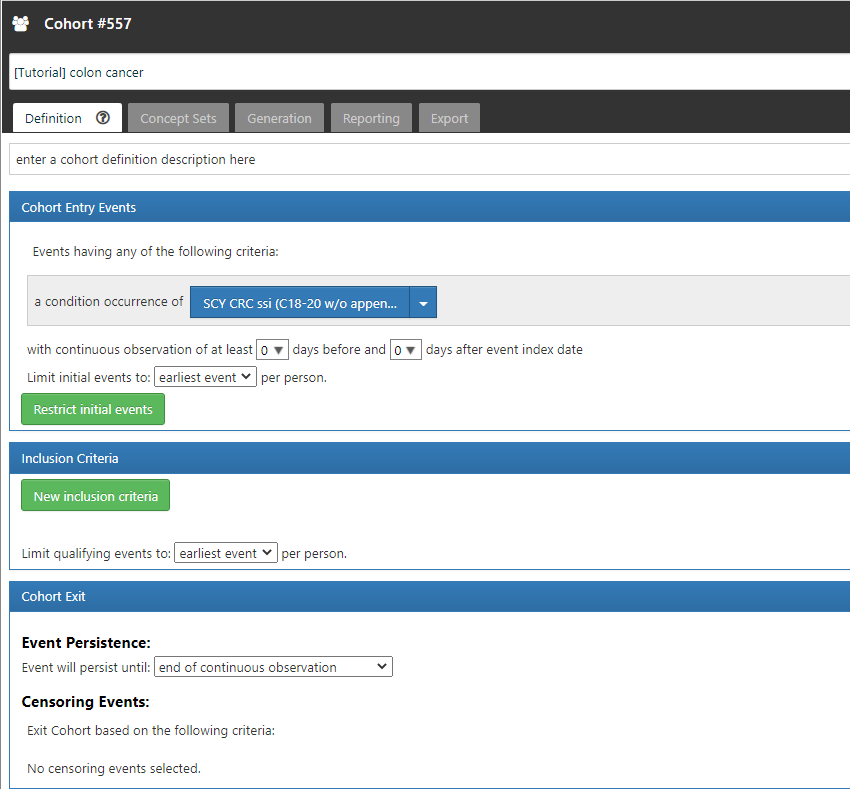 Cohort #557
[Tutorial] colon cancer
Definition ? Concept Sets Generation Reporting Export
enter a cohort definition description here
Cohort Entry Events
Events having any of the following criteria:
a condition occurrence of SCY CRC ssi (C18-20 w/o appen...
with continuous observation of at least 0 ▼ days before and 0 ▼ days after event index date
Limit initial events to: earliest event per person.
Restrict initial events
Inclusion Criteria
New inclusion criteria
Limit qualifying events to: earliest event per person.
Cohort Exit
Event Persistence:
Event will persist until: end of continuous observation
Censoring Events:
Exit Cohort based on the following criteria:
No censoring events selected.